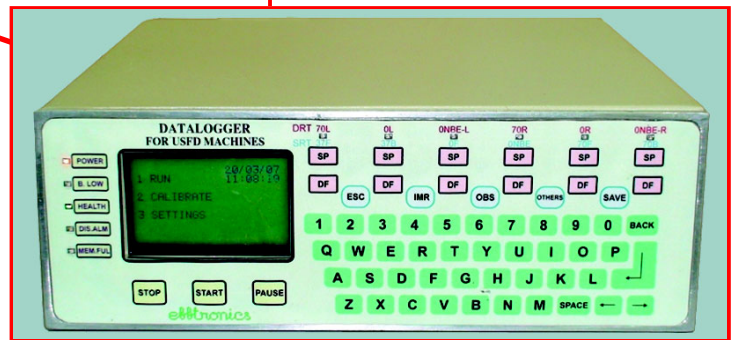 DATALOGGER
FOR USFD MACHINES
DRT 70L 0L 0NBE-L 70R 0R 0NBE-R
SRT 37F
POWER
B. LOW
HEALTH
DIS.ALM
MEM.FUL
20/03/07
1 RUN 11:08:19
2 CALIBRATE
3 SETTINGS
SP SP SP SP SP SP
DF DF DF DF DF DF
ESC IMR OBS OTHERS SAVE
1 2 3 4 5 6 7 8 9 0 BACK
Q W E R T Y U I O P
A S D F G H J K L
Z X C V B N M SPACE ← →
STOP START PAUSE
efftronics